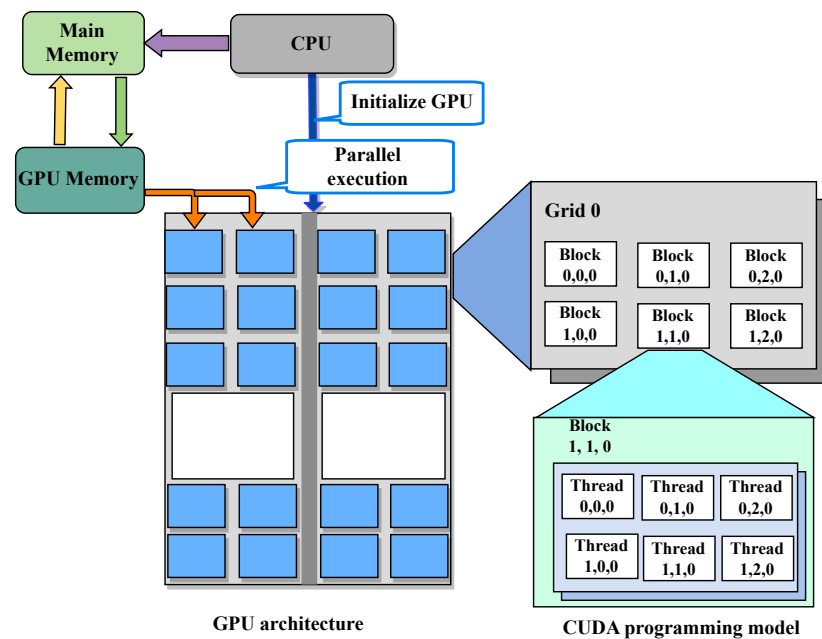 Main
Memory
CPU
Initialize GPU
GPU Memory
Parallel
execution
Grid 0
Block
0,0,0
Block
0,1,0
Block
0,2,0
Block
1,0,0
Block
1,1,0
Block
1,2,0
Block
1, 1, 0
Thread
0,0,0
Thread
0,1,0
Thread
0,2,0
Thread
1,0,0
Thread
1,1,0
Thread
1,2,0
GPU architecture
CUDA programming model